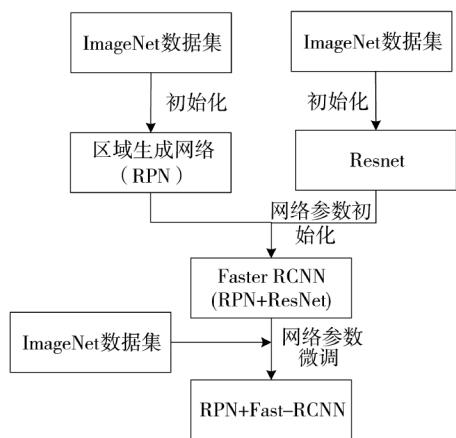 ImageNet数据集
ImageNet数据集
初始化
初始化
区域生成网络
（RPN）
Resnet
网络参数初
始化
Faster RCNN
(RPN+ResNet)
ImageNet数据集
网络参数
微调
RPN+Fast–RCNN